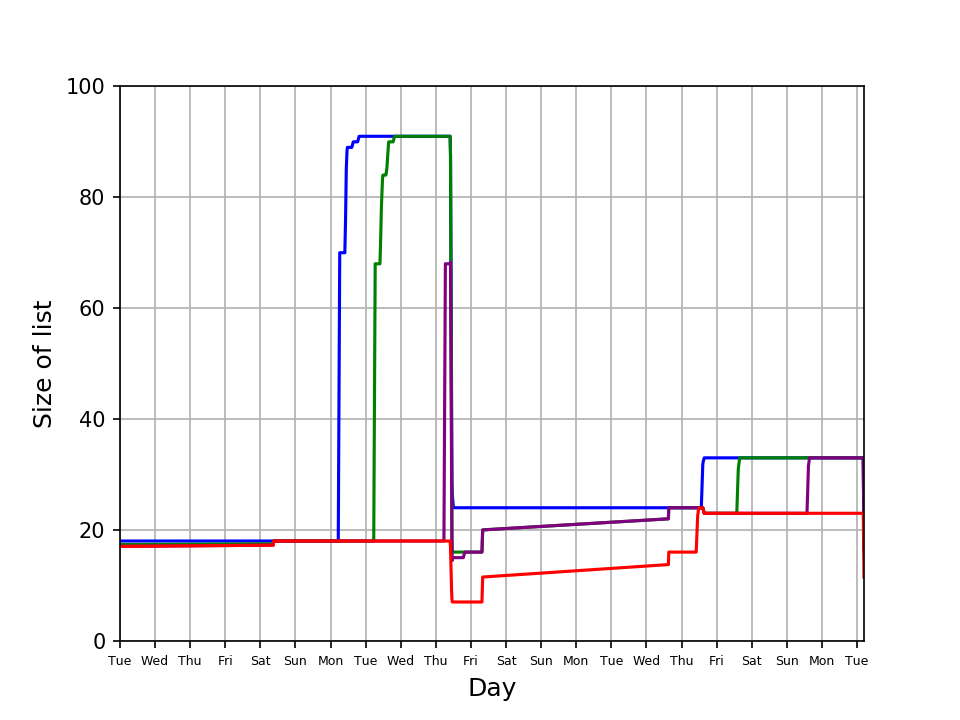 100
80
60
40
20
0
Size of list
Tue Wed Thu Fri Sat Sun Mon Tue Wed Thu Fri Sat Sun Mon Tue Wed Thu Fri Sat Sun Mon Tue
Day